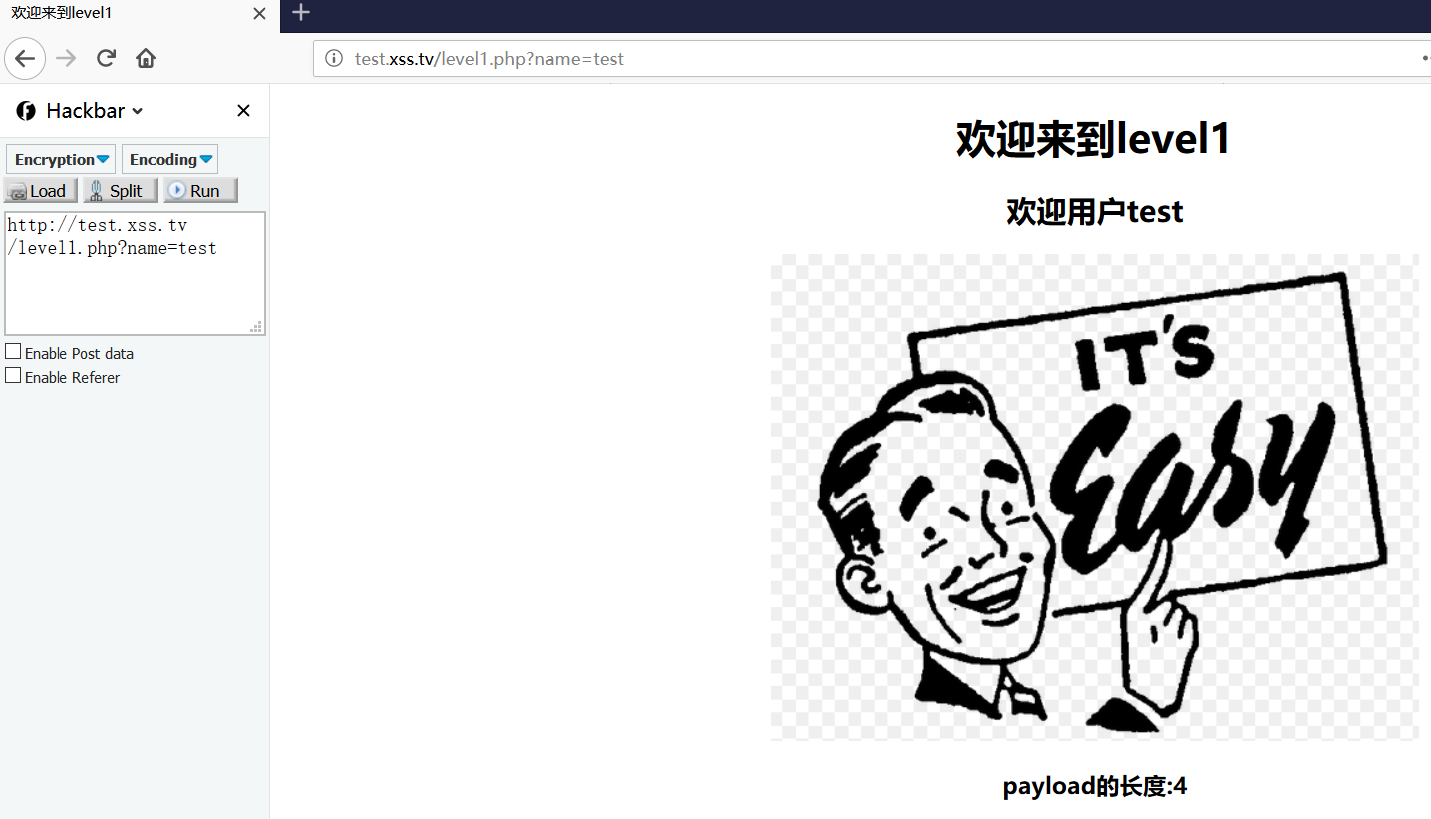 欢迎来到level1
test.xss.tv/level1.php?name=test
Hackbar
Encryption Encoding
Load Split Run
http://test.xss.tv
/level1.php?name=test
Enable Post data
Enable Referer
欢迎来到level1
欢迎用户test
IT'S
Easy
payload的长度:4